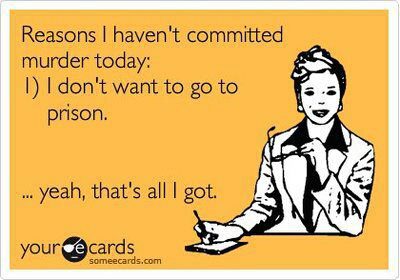 Reasons I haven't committed
murder today:
1) I don't want to go to
prison.
... yeah, that's all I got.
your e cards
someecards.com